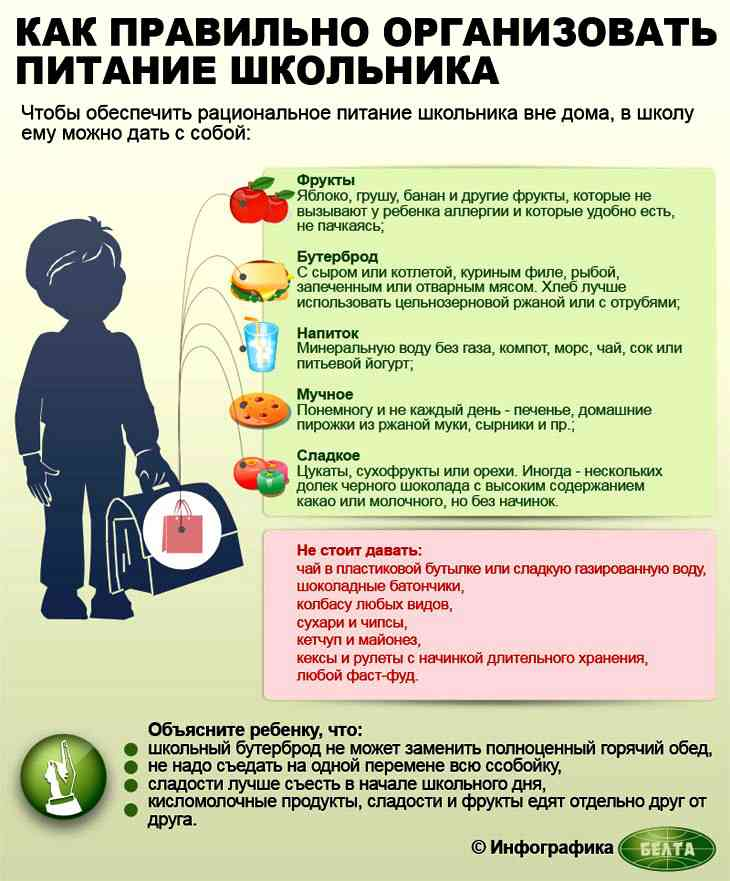 КАК ПРАВИЛЬНО ОРГАНИЗОВАТЬ
ПИТАНИЕ ШКОЛЬНИКА
Чтобы обеспечить рациональное питание школьника вне дома, в школу
ему можно дать с собой:
Фрукты
Яблоко, грушу, банан и другие фрукты, которые не
вызывают у ребенка аллергии и которые удобно есть,
не пачкаясь;
Бутерброд
С сыром или котлетой, куриным филе, рыбой,
запеченным или отварным мясом. Хлеб лучше
использовать цельнозерновой ржаной или с отрубями;
Напиток
Минеральную воду без газа, компот, морс, чай, сок или
питьевой йогурт;
Мучное
Понемногу и не каждый день - печенье, домашние
пирожки из ржаной муки, сырники и пр.;
Сладкое
Цукаты, сухофрукты или орехи. Иногда - нескольких
долек черного шоколада с высоким содержанием
какао или молочного, но без начинок.
Не стоит давать:
чай в пластиковой бутылке или сладкую газированную воду,
шоколадные батончики,
колбасу любых видов,
сухари и чипсы,
кетчуп и майонез,
кексы и рулеты с начинкой длительного хранения,
любой фаст-фуд.
Объясните ребенку, что:
школьный бутерброд не может заменить полноценный горячий обед,
не надо съедать на одной перемене всю ссобойку,
сладости лучше съесть в начале школьного дня,
кисломолочные продукты, сладости и фрукты едят отдельно друг от
друга.
© Инфографика БЕЛТА